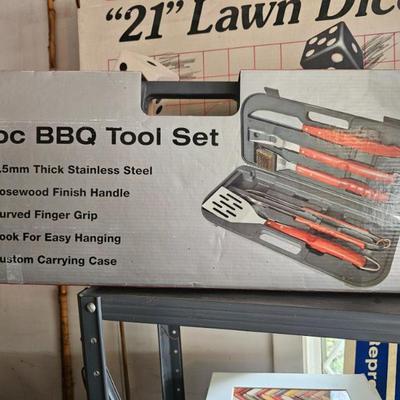 "21" Lawn Dice
pc BBQ Tool Set
.5mm Thick Stainless Steel
osewood Finish Handle
urved Finger Grip
ook For Easy Hanging
ustom Carrying Case